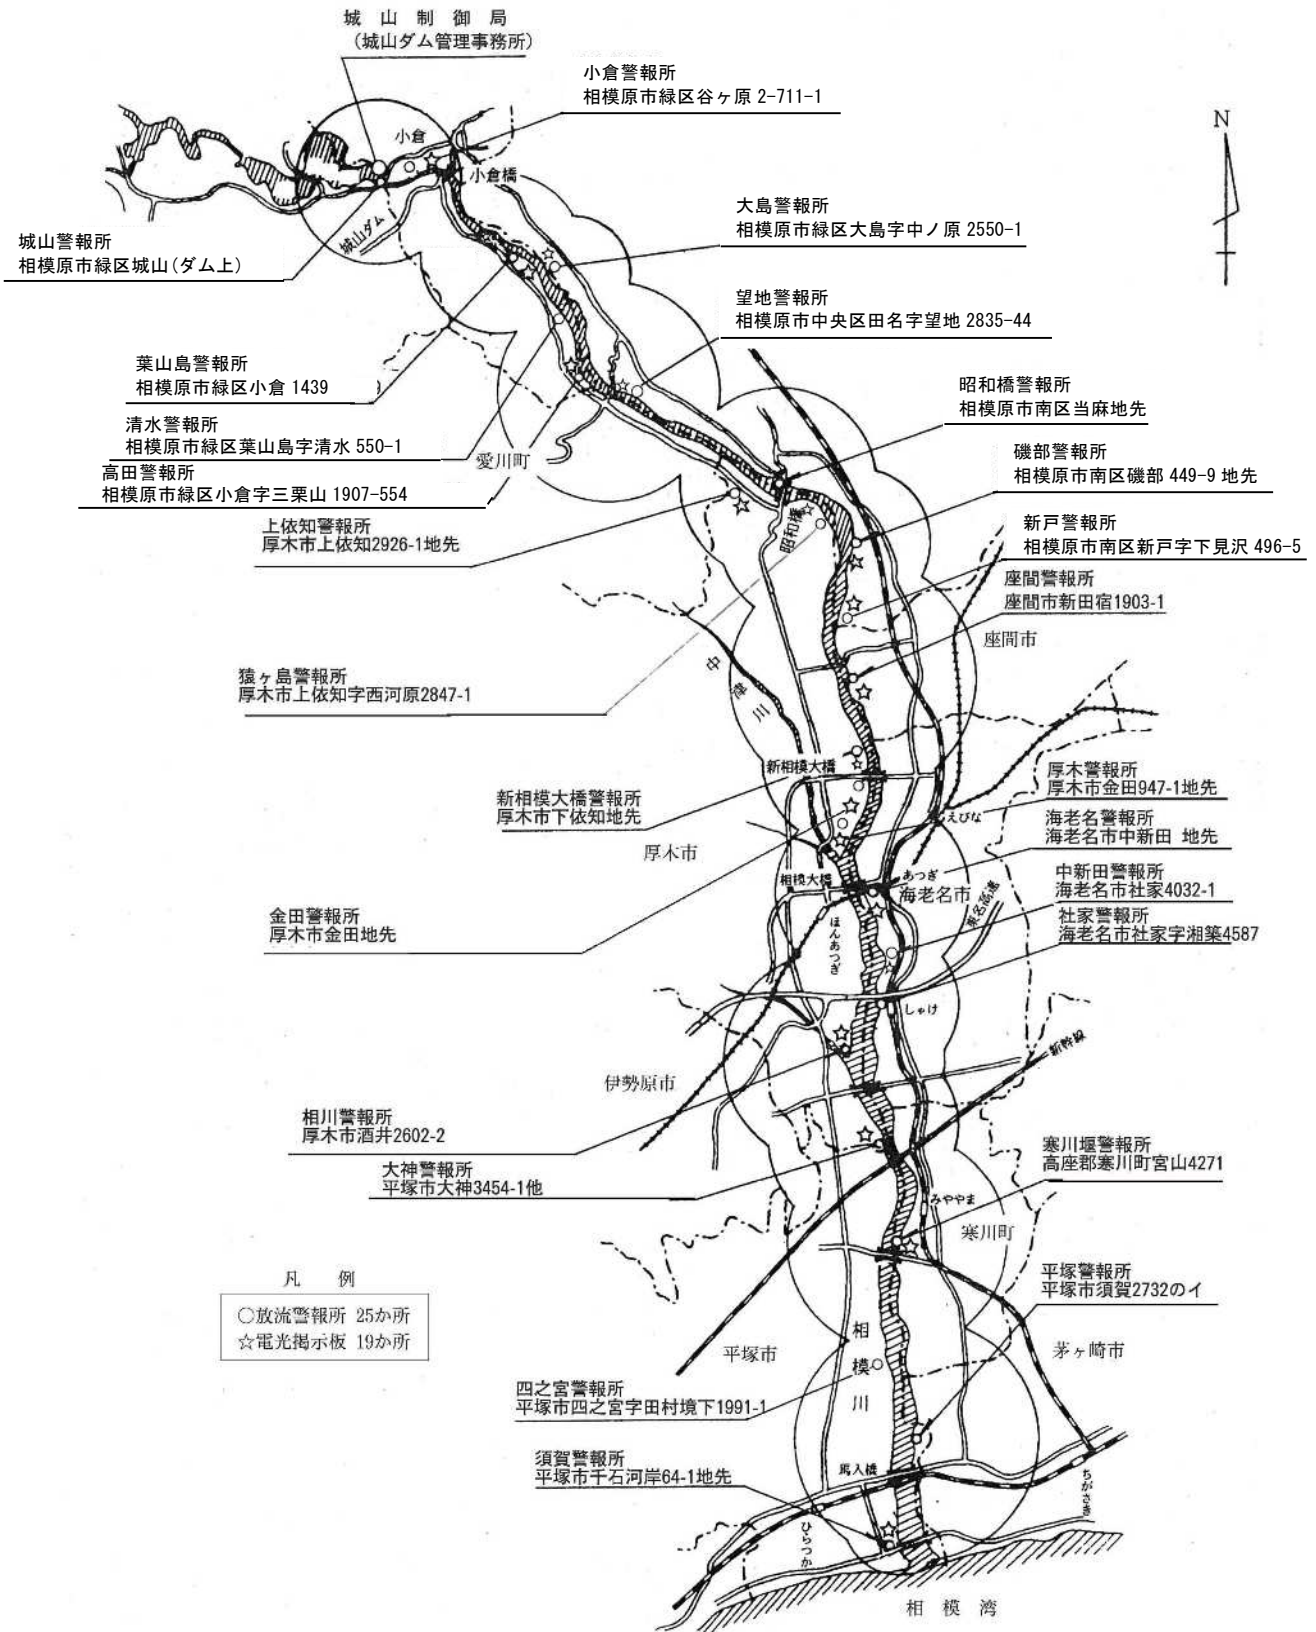 城山制御局
(城山ダム管理事務所)
小倉警報所
相模原市緑区谷ヶ原 2-711-1
N
小倉
小倉橋
城山ダム
城山警報所
相模原市緑区城山(ダム上)
大島警報所
相模原市緑区大島字中ノ原 2550-1
望地警報所
相模原市中央区田名字望地 2835-44
葉山島警報所
相模原市緑区小倉 1439
昭和橋警報所
相模原市南区当麻地先
清水警報所
相模原市緑区葉山島字清水 550-1
愛川町
磯部警報所
相模原市南区磯部 449-9 地先
高田警報所
相模原市緑区小倉字三栗山 1907-554
上依知警報所
厚木市上依知2926-1地先
昭和橋
新戸警報所
相模原市南区新戸字下見沢 496-5
座間警報所
座間市新田宿1903-1
座間市
猿ヶ島警報所
厚木市上依知字西河原2847-1
中津川
新相模大橋
新相模大橋警報所
厚木市下依知地先
厚木警報所
厚木市金田947-1地先
えびな
海老名警報所
海老名市中新田 地先
厚木市
相模大橋
あつぎ
海老名市
東名高速
中新田警報所
海老名市社家4032-1
金田警報所
厚木市金田地先
ほんあつぎ
社家警報所
海老名市社家字湘築4587
しゃけ
新幹線
伊勢原市
相川警報所
厚木市酒井2602-2
大神警報所
平塚市大神3454-1他
寒川堰警報所
高座郡寒川町宮山4271
みややま
寒川町
平塚警報所
平塚市須賀2732のイ
凡例
○放流警報所 25か所
☆電光掲示板 19か所
平塚市
相模川
茅ヶ崎市
四之宮警報所
平塚市四之宮字田村境下1991-1
須賀警報所
平塚市千石河岸64-1地先
馬入橋
ちがさき
ひらつか
相模湾